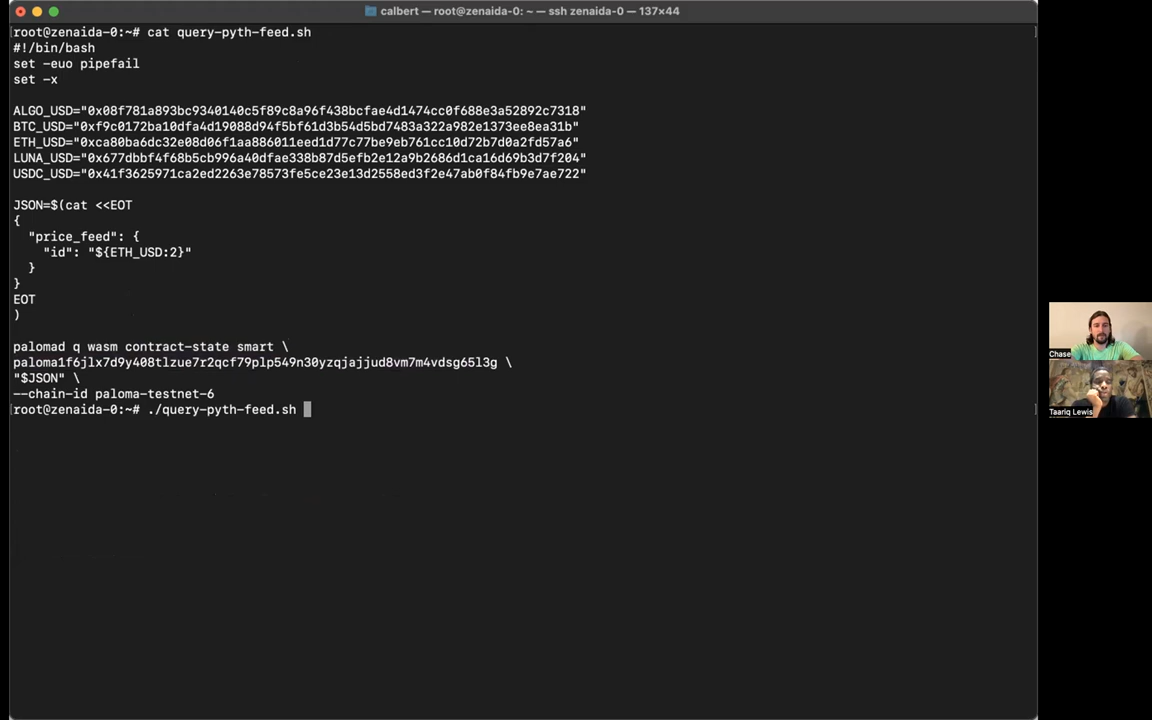 calbert — root@zenaida-0: ~ — ssh zenaida-0 — 137×44
[root@zenaida-0:~# cat query-pyth-feed.sh ]
#!/bin/bash
set -euo pipefail
set -x
ALGO_USD="0x08f781a893bc9340140c5f89c8a96f438bcfae4d1474cc0f688e3a52892c7318"
BTC_USD="0xf9c0172ba10dfa4d19088d94f5bf61d3b54d5bd7483a322a982e1373ee8ea31b"
ETH_USD="0xca80ba6dc32e08d06f1aa886011eed1d77c77be9eb761cc10d72b7d0a2fd57a6"
LUNA_USD="0x677dbbf4f68b5cb996a40dfae338b87d5efb2e12a9b2686d1ca16d69b3d7f204"
USDC_USD="0x41f3625971ca2ed2263e78573fe5ce23e13d2558ed3f2e47ab0f84fb9e7ae722"
JSON=$(cat <<EOT
{
"price_feed": {
"id": "${ETH_USD:2}"
}
}
EOT
)
palomad q wasm contract-state smart \
paloma1f6jlx7d9y408tlzue7r2qcf79plp549n30yzqjajjud8vm7m4vdsg65l3g \
"$JSON" \
--chain-id paloma-testnet-6
[root@zenaida-0:~# ./query-pyth-feed.sh ]
Chase
Taariq Lewis